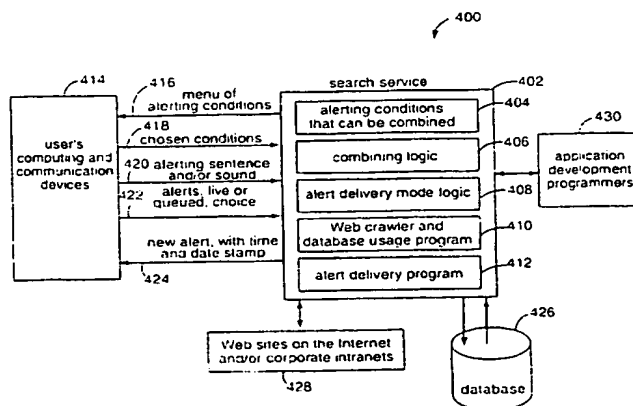 400
414
416
menu of
alerting conditions
418
chosen conditions
420
alerting sentence
and/or sound
422
alerts, live or
queued, choice
new alert, with time
and date stamp
424
user's
computing and
communication
devices
search service
402
alerting conditions
that can be combined
404
combining logic
406
alert delivery mode logic
408
Web crawler and
database usage program
410
alert delivery program
412
430
application
development
programmers
Web sites on the Internet
and/or corporate intranets
428
426
database